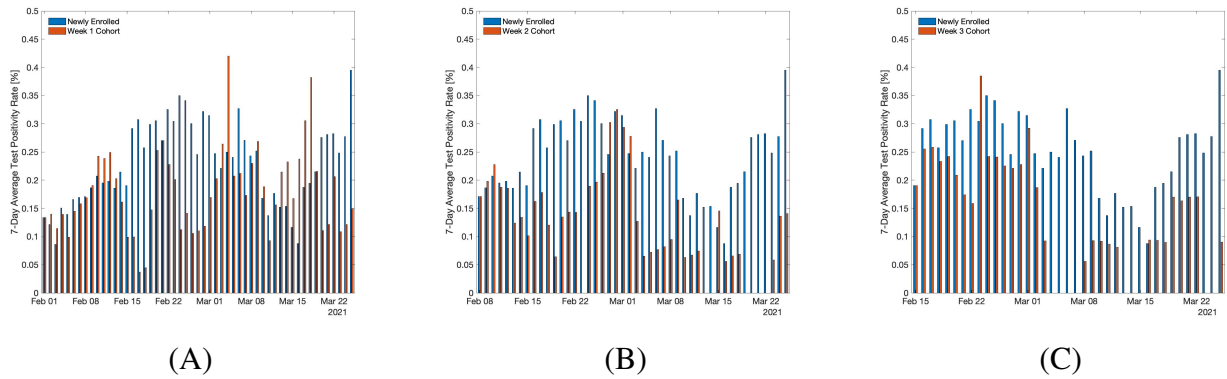 0.5
0.45
0.4
0.35
0.3
0.25
0.2
0.15
0.1
0.05
0
7-Day Average Test Positivity Rate [%]
Newly Enrolled
Week 1 Cohort
Feb 01 Feb 08 Feb 15 Feb 22 Mar 01 Mar 08 Mar 15 Mar 22
2021
(A)
0.5
0.45
0.4
0.35
0.3
0.25
0.2
0.15
0.1
0.05
0
7-Day Average Test Positivity Rate [%]
Newly Enrolled
Week 2 Cohort
Feb 08 Feb 15 Feb 22 Mar 01 Mar 08 Mar 15 Mar 22
2021
(B)
0.5
0.45
0.4
0.35
0.3
0.25
0.2
0.15
0.1
0.05
0
7-Day Average Test Positivity Rate [%]
Newly Enrolled
Week 3 Cohort
Feb 15 Feb 22 Mar 01 Mar 08 Mar 15 Mar 22
2021
(C)